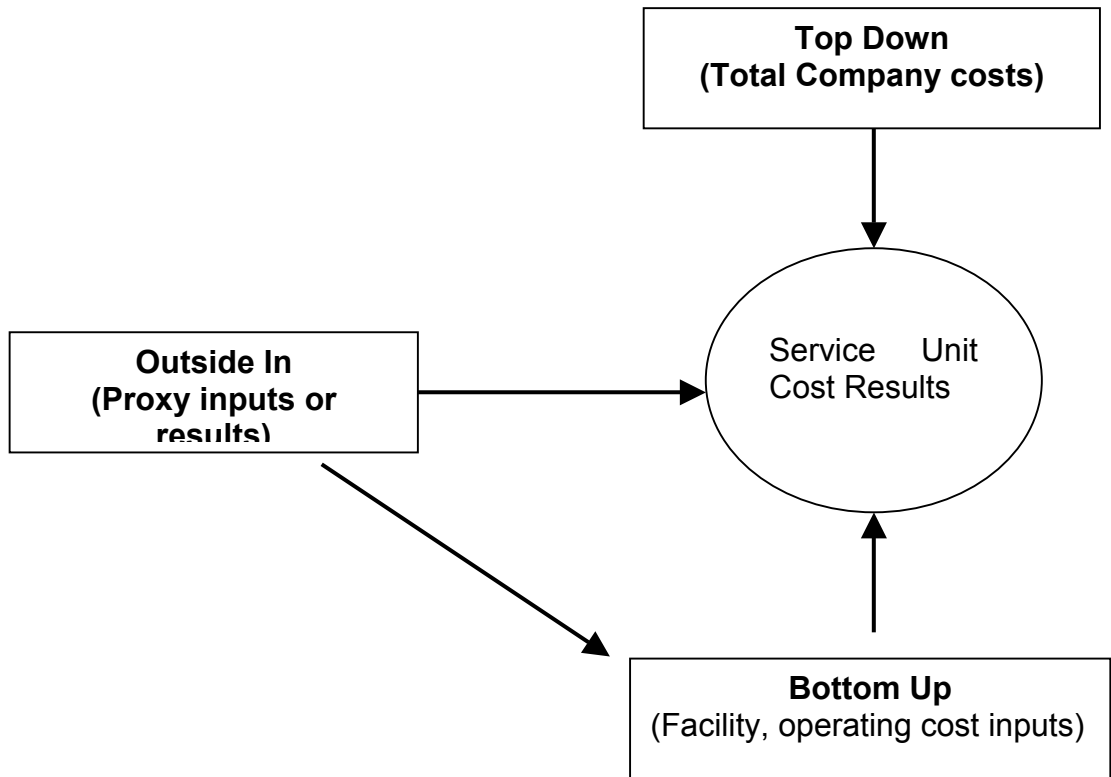 Top Down
(Total Company costs)
Outside In
(Proxy inputs or
results)
Service Unit
Cost Results
Bottom Up
(Facility, operating cost inputs)